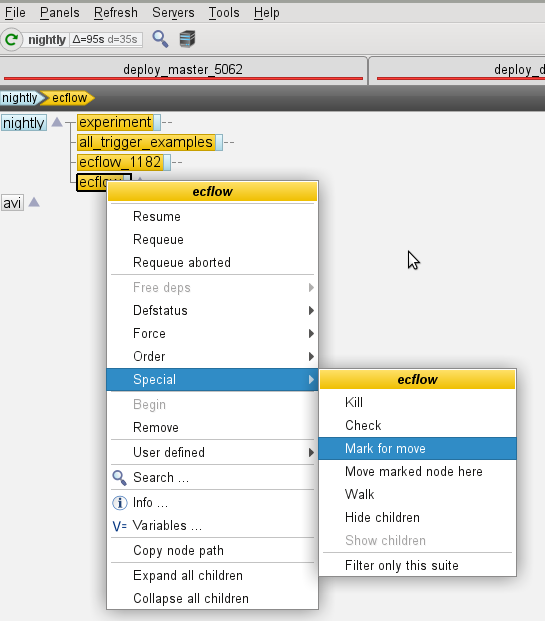 File Panels Refresh Servers Tools Help
nightly Δ=95s d=35s
deploy_master_5062 deploy_d
nightly ecflow
nightly experiment
all_trigger_examples
ecflow_1182
ecflow
avi
ecflow
Resume
Requeue
Requeue aborted
Free deps
Defstatus
Force
Order
Special
Begin
Remove
User defined
Search ...
Info ...
V= Variables ...
Copy node path
Expand all children
Collapse all children
ecflow
Kill
Check
Mark for move
Move marked node here
Walk
Hide children
Show children
Filter only this suite